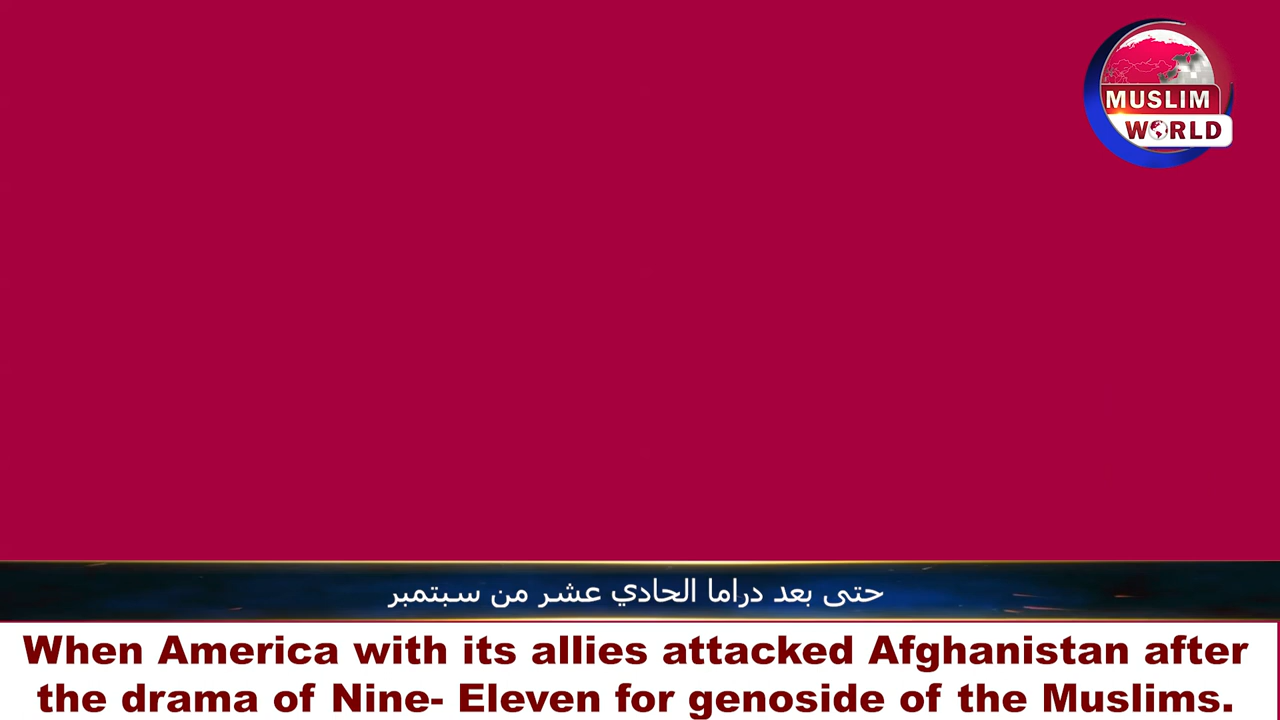 MUSLIM
WORLD
حتى بعد دراما الحادي عشر من سبتمبر
When America with its allies attacked Afghanistan after
the drama of Nine- Eleven for genoside of the Muslims.